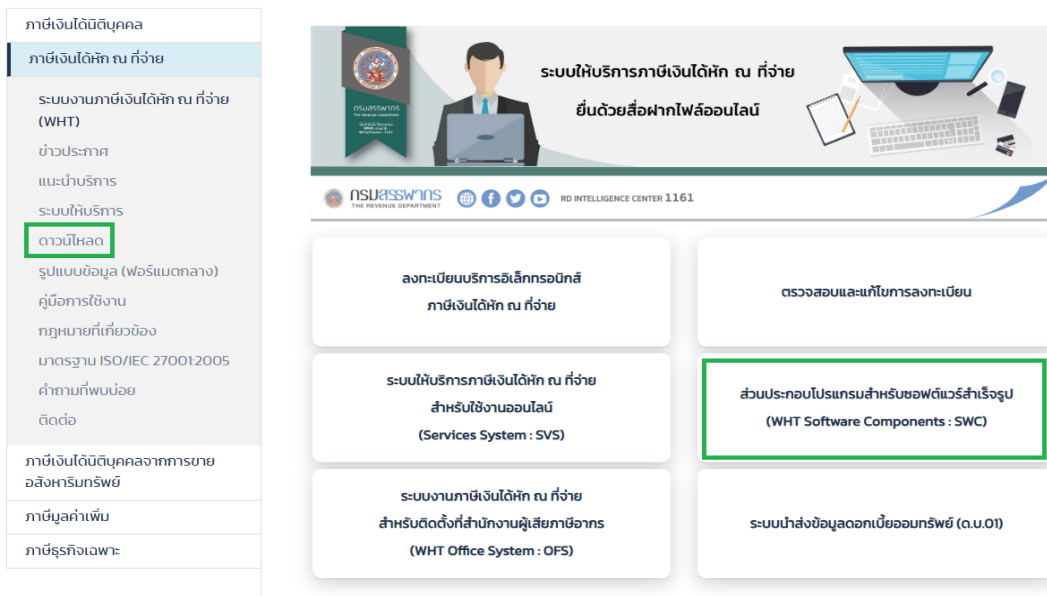 ภาษีเงินได้นิติบุคคล
ภาษีเงินได้หัก ณ ที่จ่าย
ระบบงานภาษีเงินได้หัก ณ ที่จ่าย
(WHT)
ข่าวประกาศ
แนะนำบริการ
ระบบให้บริการ
ดาวน์โหลด
รูปแบบข้อมูล (ฟอร์แมตกลาง)
คู่มือการใช้งาน
กฎหมายที่เกี่ยวข้อง
มาตรฐาน ISO/IEC 27001:2005
คำถามที่พบบ่อย
ติดต่อ
ภาษีเงินได้นิติบุคคลจากการขาย
อสังหาริมทรัพย์
ภาษีมูลค่าเพิ่ม
ภาษีธุรกิจเฉพาะ
กรมสรรพากร
The Revenue Department
ระบบให้บริการภาษีเงินได้หัก ณ ที่จ่าย
ยื่นด้วยสื่อฝากไฟล์ออนไลน์
กรมสรรพากร
THE REVENUE DEPARTMENT
RD INTELLIGENCE CENTER 1161
ลงทะเบียนบริการอิเล็กทรอนิกส์
ภาษีเงินได้หัก ณ ที่จ่าย
ตรวจสอบและแก้ไขการลงทะเบียน
ระบบให้บริการภาษีเงินได้หัก ณ ที่จ่าย
สำหรับใช้งานออนไลน์
(Services System : SVS)
ส่วนประกอบโปรแกรมสำหรับซอฟต์แวร์สำเร็จรูป
(WHT Software Components : SWC)
ระบบงานภาษีเงินได้หัก ณ ที่จ่าย
สำหรับติดตั้งที่สำนักงานผู้เสียภาษีอากร
(WHT Office System : OFS)
ระบบนำส่งข้อมูลดอกเบี้ยออมทรัพย์ (ด.บ.01)